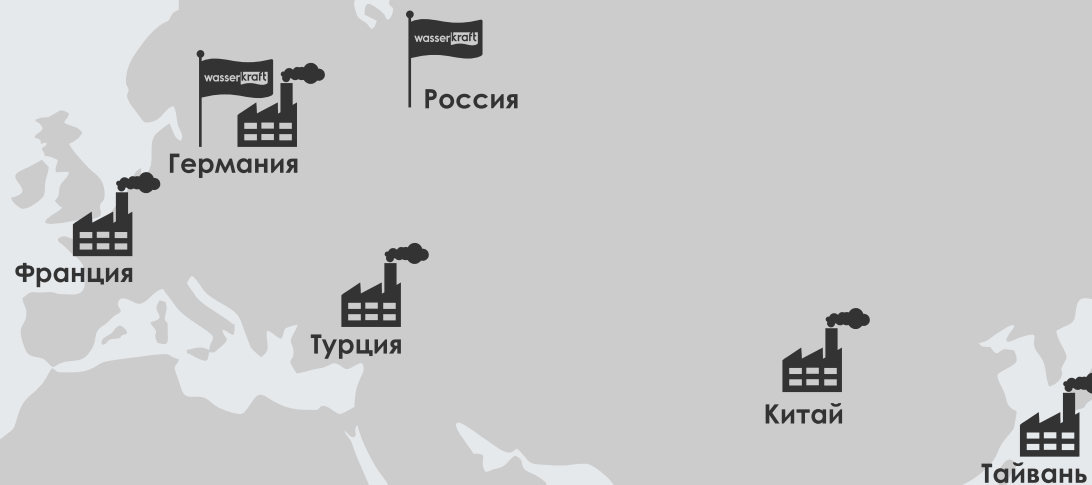 wasserkraft
Россия
wasserkraft
Германия
Франция
Турция
Китай
Тайвань